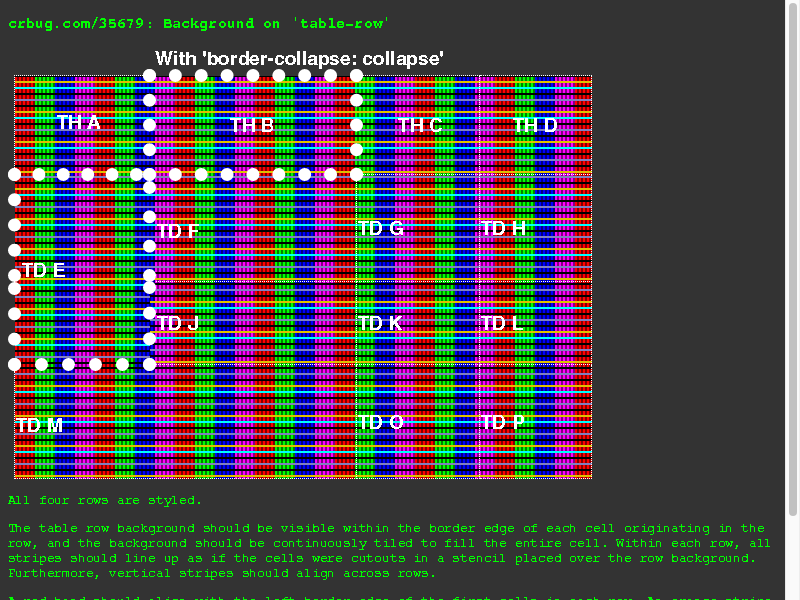 crbug.com/35679: Background on 'table-row'
With 'border-collapse: collapse'
TH A TH B TH C TH D
TD F TD G TD H
TD E
TD J TD K TD L
TD M TD O TD P
All four rows are styled.
The table row background should be visible within the border edge of each cell originating in the
row, and the background should be continuously tiled to fill the entire cell. Within each row, all
stripes should line up as if the cells were cutouts in a stencil placed over the row background.
Furthermore, vertical stripes should align across rows.